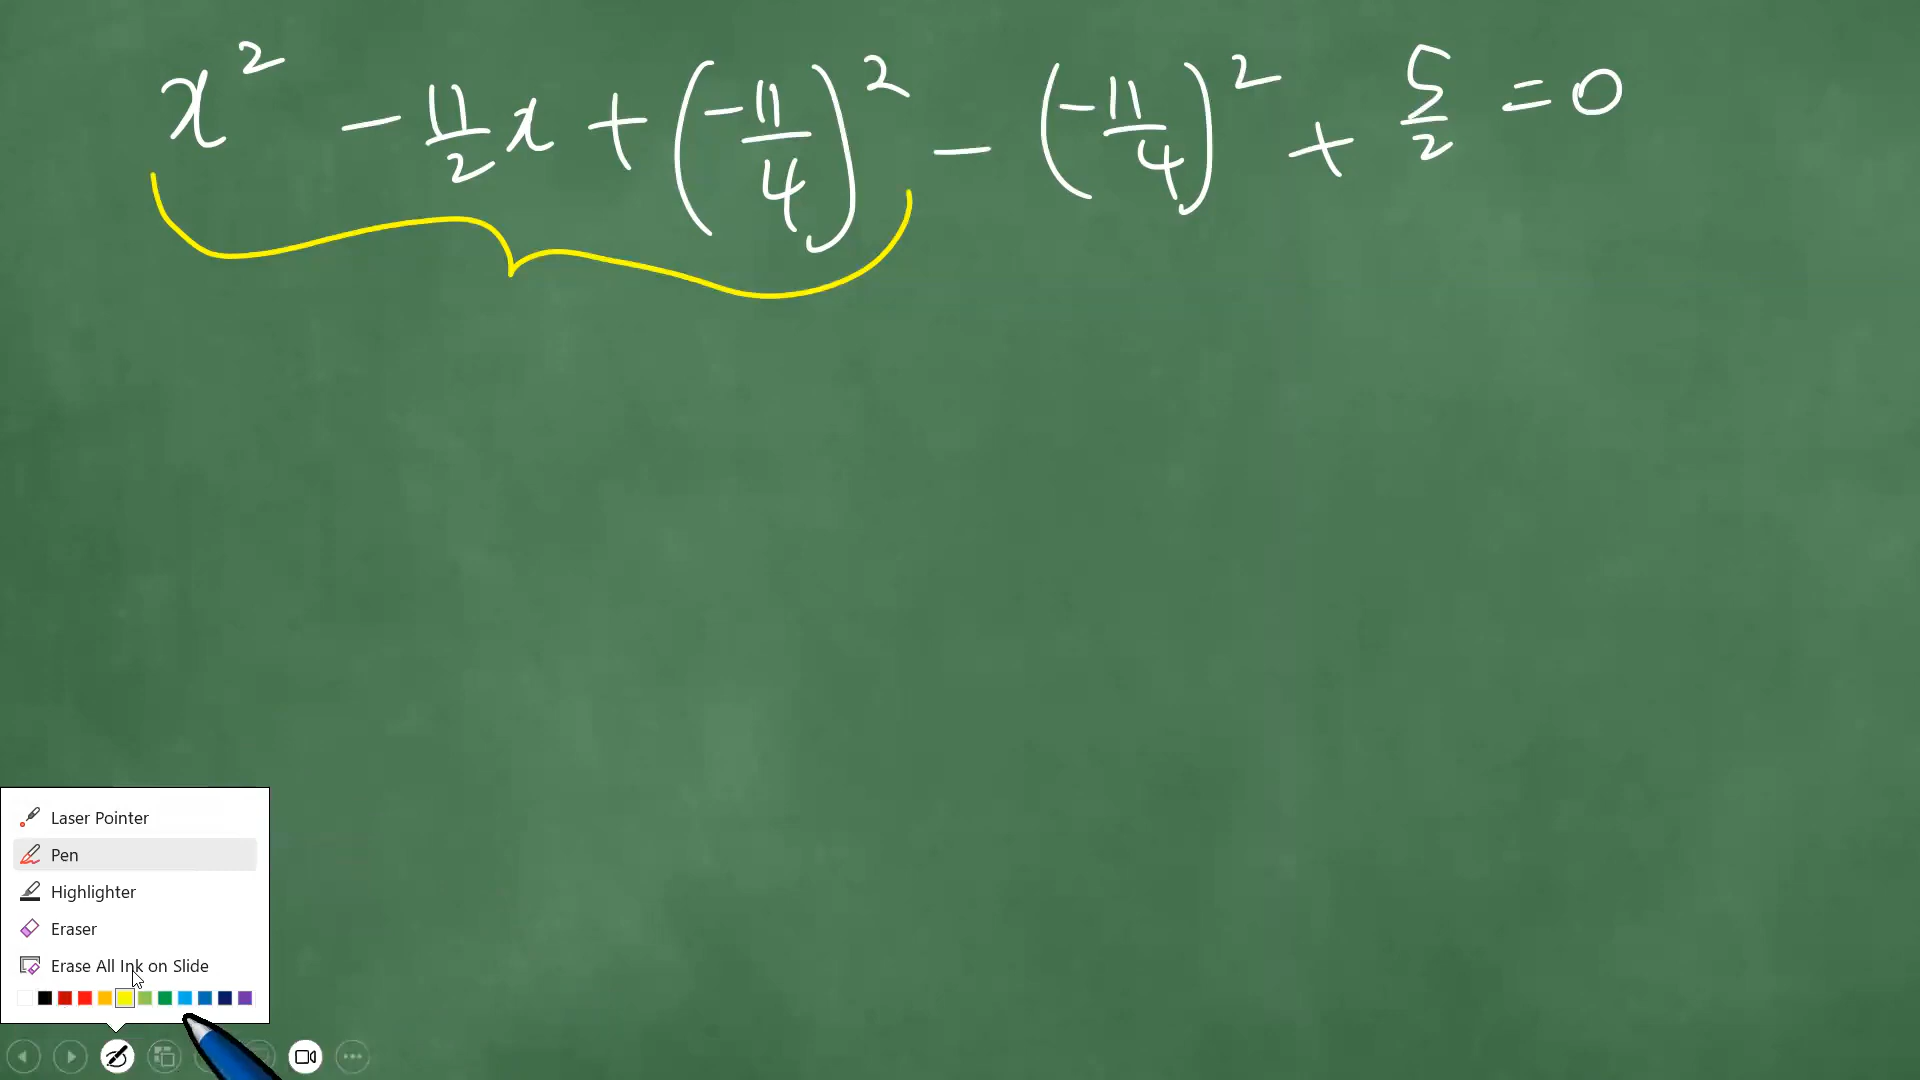 x² - 11/2 x + (-11/4)² - (-11/4)² + 5/2 = 0
Laser Pointer
Pen
Highlighter
Eraser
Erase All Ink on Slide